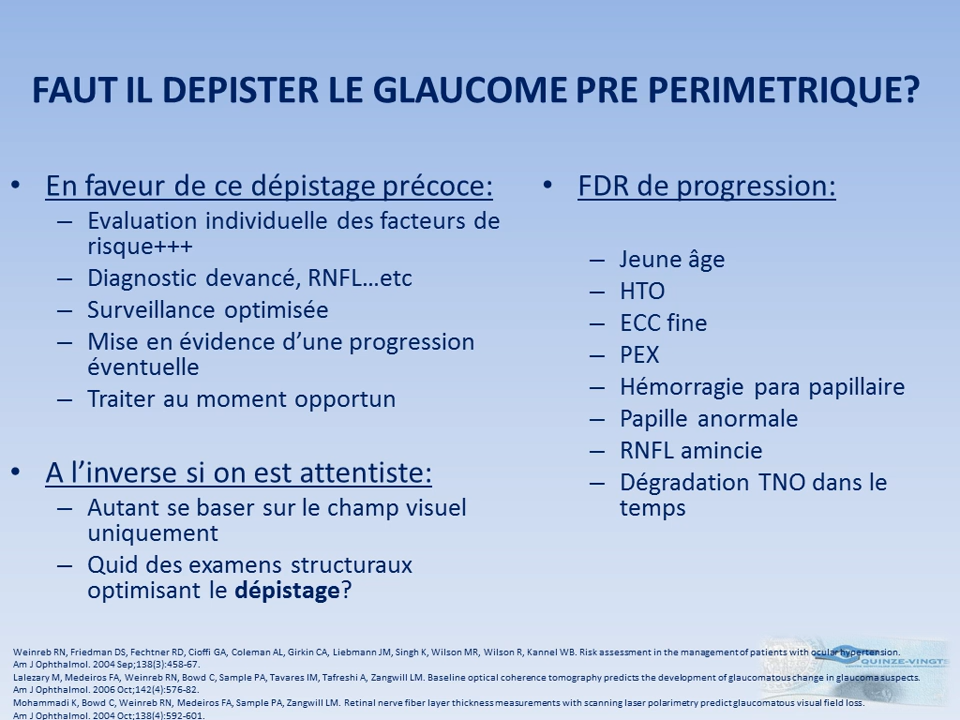 FAUT IL DEPISTER LE GLAUCOME PRE PERIMETRIQUE?
• En faveur de ce dépistage précoce:
– Evaluation individuelle des facteurs de
risque+++
– Diagnostic devancé, RNFL…etc
– Surveillance optimisée
– Mise en évidence d’une progression
éventuelle
– Traiter au moment opportun
• A l’inverse si on est attentiste:
– Autant se baser sur le champ visuel
uniquement
– Quid des examens structuraux
optimisant le dépistage?
• FDR de progression:
– Jeune âge
– HTO
– ECC fine
– PEX
– Hémorragie para papillaire
– Papille anormale
– RNFL amincie
– Dégradation TNO dans le
temps
Weinreb RN, Friedman DS, Fechtner RD, Cioffi GA, Coleman AL, Girkin CA, Liebmann JM, Singh K, Wilson MR, Wilson R, Kannel WB. Risk assessment in the management of patients with ocular hypertension.
Am J Ophthalmol. 2004 Sep;138(3):458-67.
Lalezary M, Medeiros FA, Weinreb RN, Bowd C, Sample PA, Tavares IM, Tafreshi A, Zangwill LM. Baseline optical coherence tomography predicts the development of glaucomatous change in glaucoma suspects.
Am J Ophthalmol. 2006 Oct;142(4):576-82.
Mohammadi K, Bowd C, Weinreb RN, Medeiros FA, Sample PA, Zangwill LM. Retinal nerve fiber layer thickness measurements with scanning laser polarimetry predict glaucomatous visual field loss.
Am J Ophthalmol. 2004 Oct;138(4):592-601.
QUINZE-VINGTS